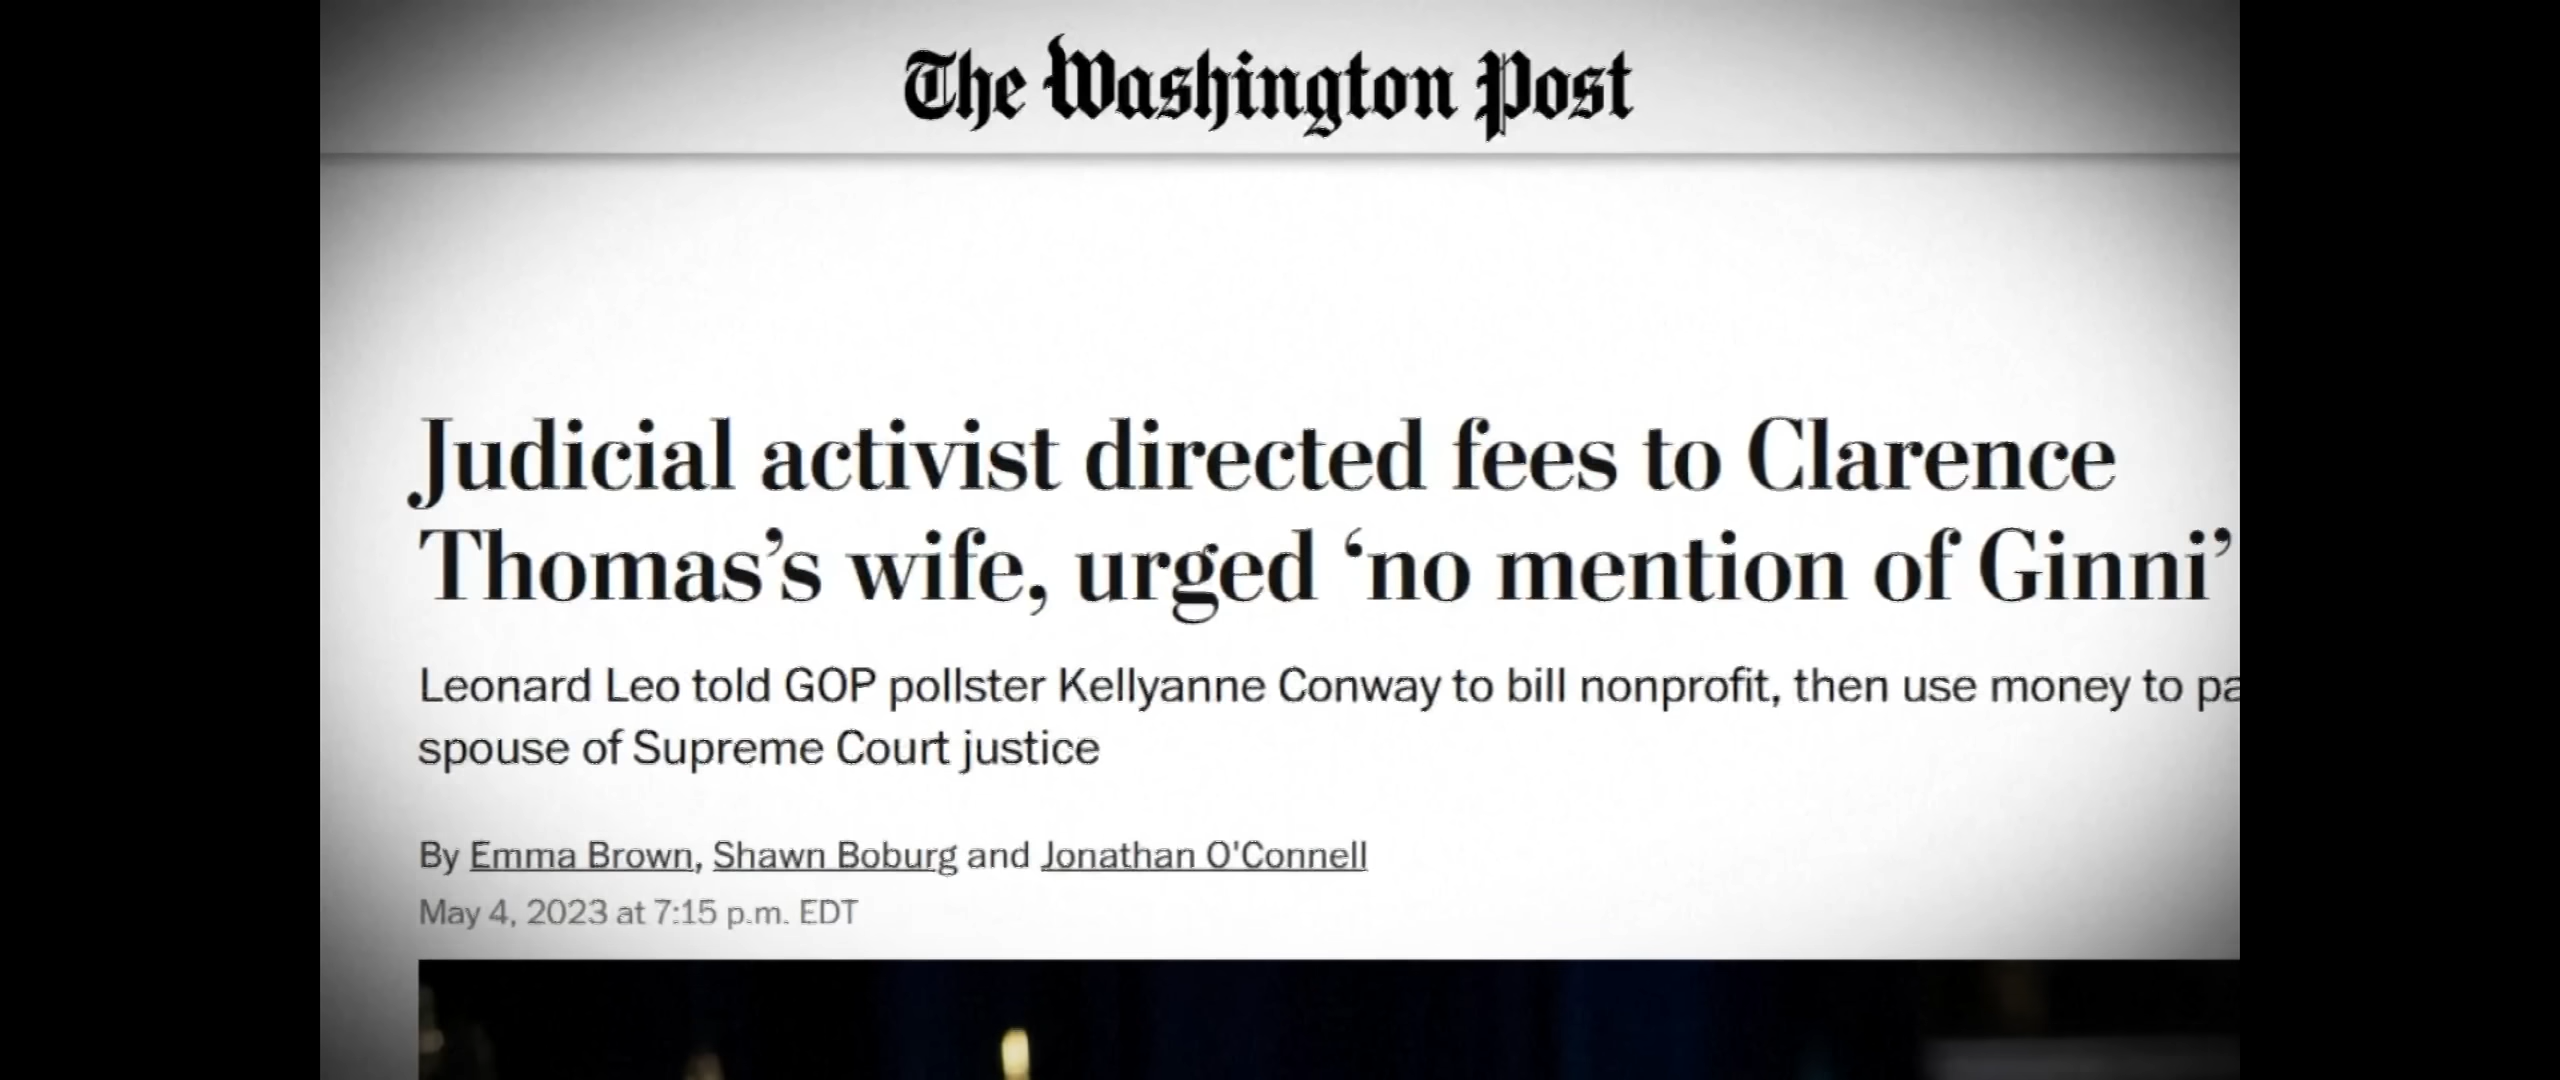 The Washington Post
Judicial activist directed fees to Clarence
Thomas’s wife, urged ‘no mention of Ginni’
Leonard Leo told GOP pollster Kellyanne Conway to bill nonprofit, then use money to pa
spouse of Supreme Court justice
By Emma Brown, Shawn Boburg and Jonathan O'Connell
May 4, 2023 at 7:15 p.m. EDT